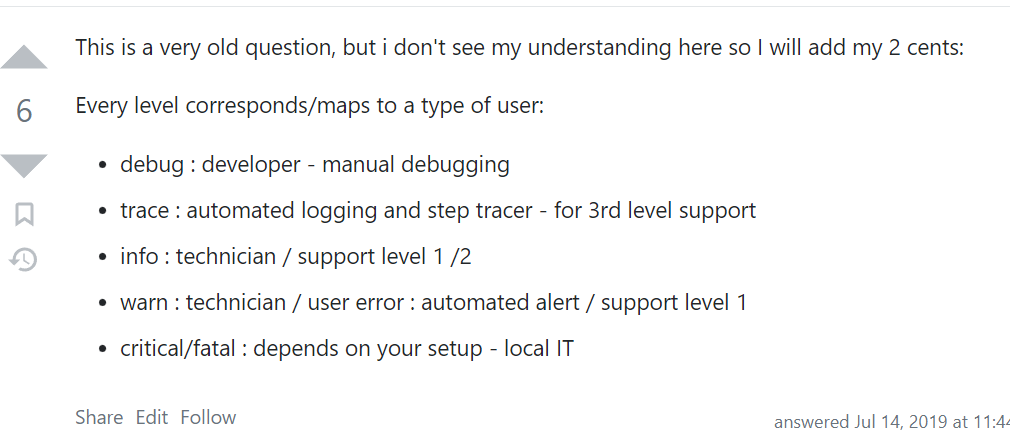 This is a very old question, but i don't see my understanding here so I will add my 2 cents:
6
Every level corresponds/maps to a type of user:
• debug : developer - manual debugging
• trace : automated logging and step tracer - for 3rd level support
• info : technician / support level 1 /2
• warn : technician / user error : automated alert / support level 1
• critical/fatal : depends on your setup - local IT
Share Edit Follow
answered Jul 14, 2019 at 11:44